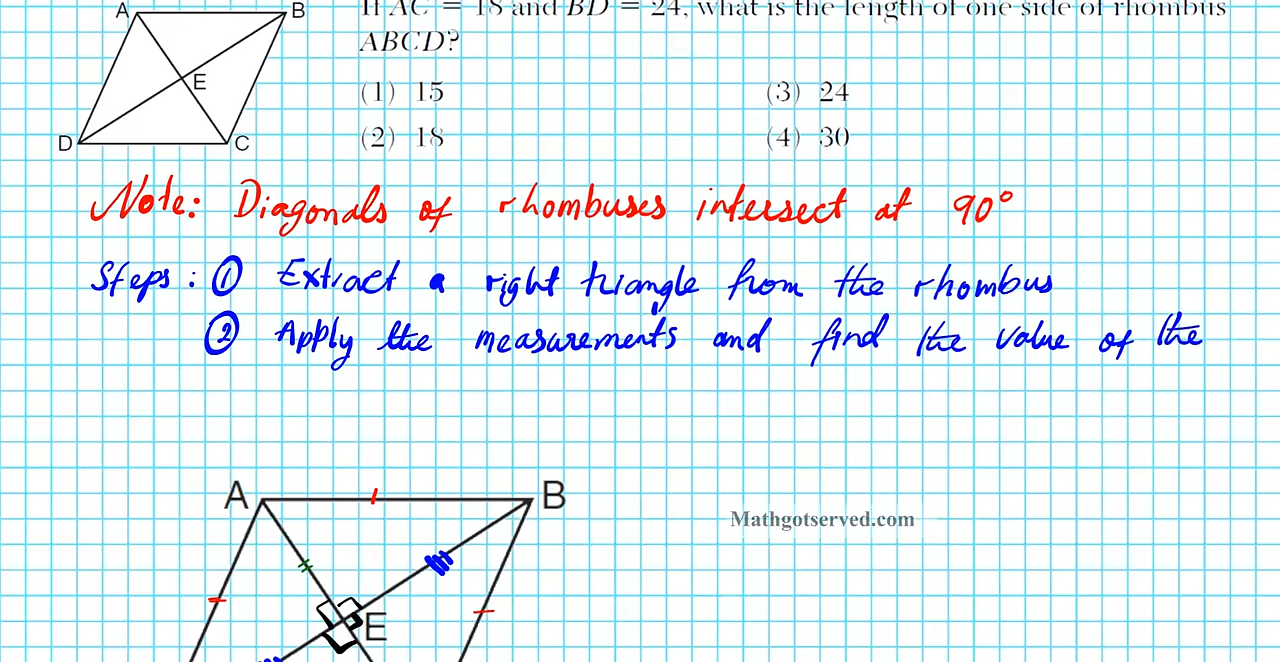 A B
If AC = 18 and BD = 24, what is the length of one side of rhombus
ABCD?
E
(1) 15 (3) 24
D C
(2) 18 (4) 30
Note: Diagonals of rhombuses intersect at 90°
Steps: ① Extract a right triangle from the rhombus
② Apply the measurements and find the value of the
A B
Mathgotserved.com
E